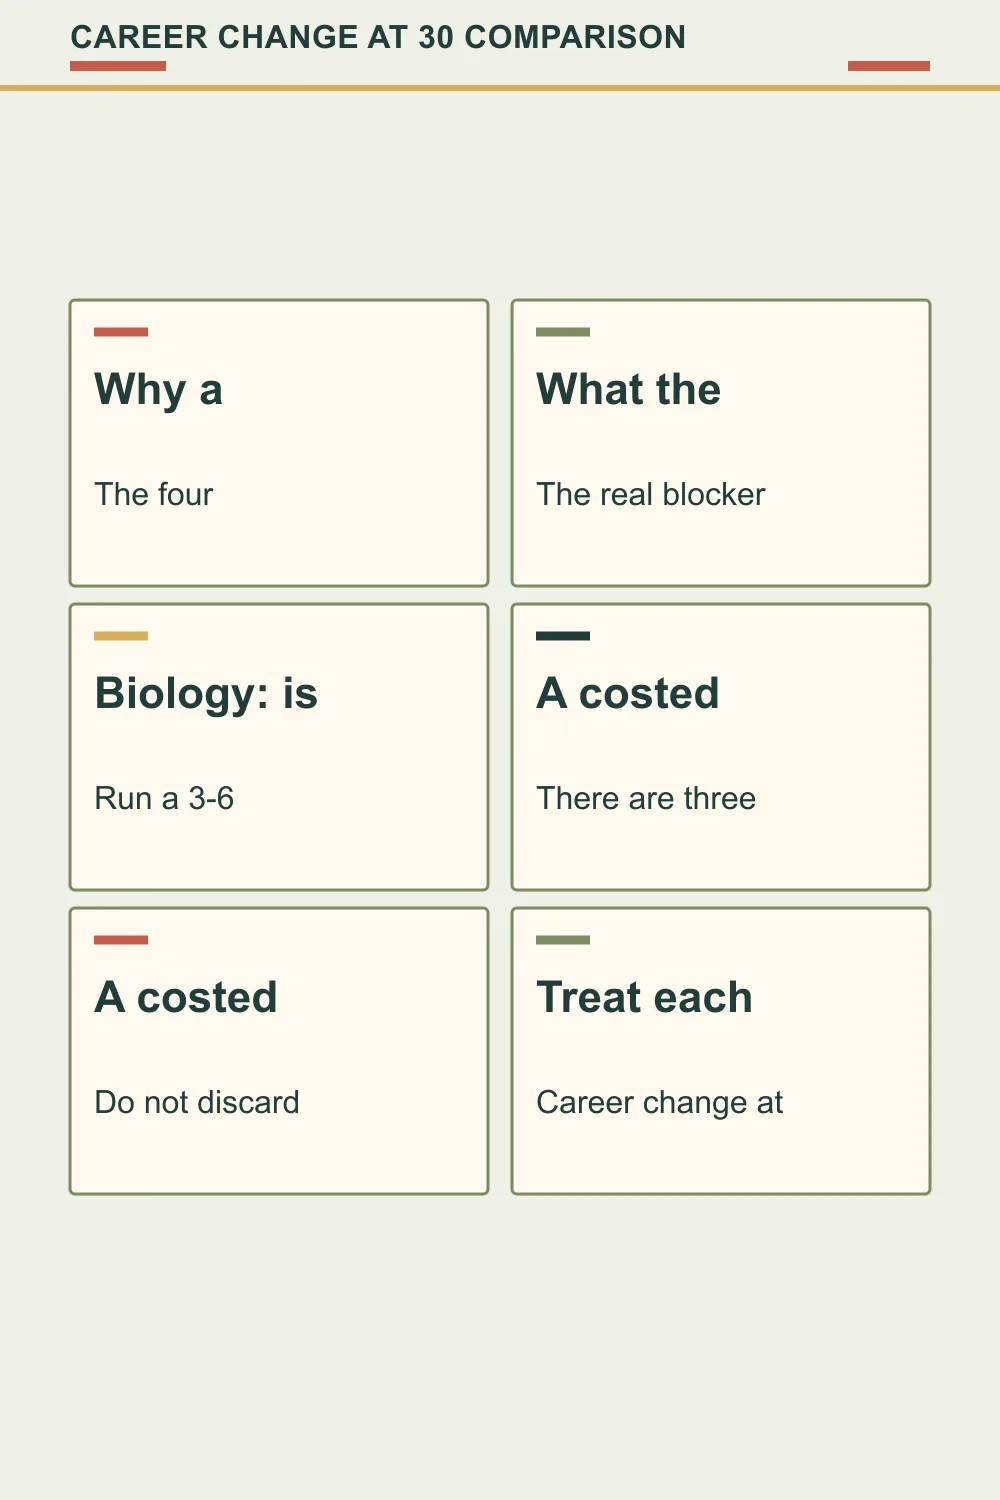 CAREER CHANGE AT 30 COMPARISON
Why a
The four
What the
The real blocker
Biology: is
Run a 3-6
A costed
There are three
A costed
Do not discard
Treat each
Career change at